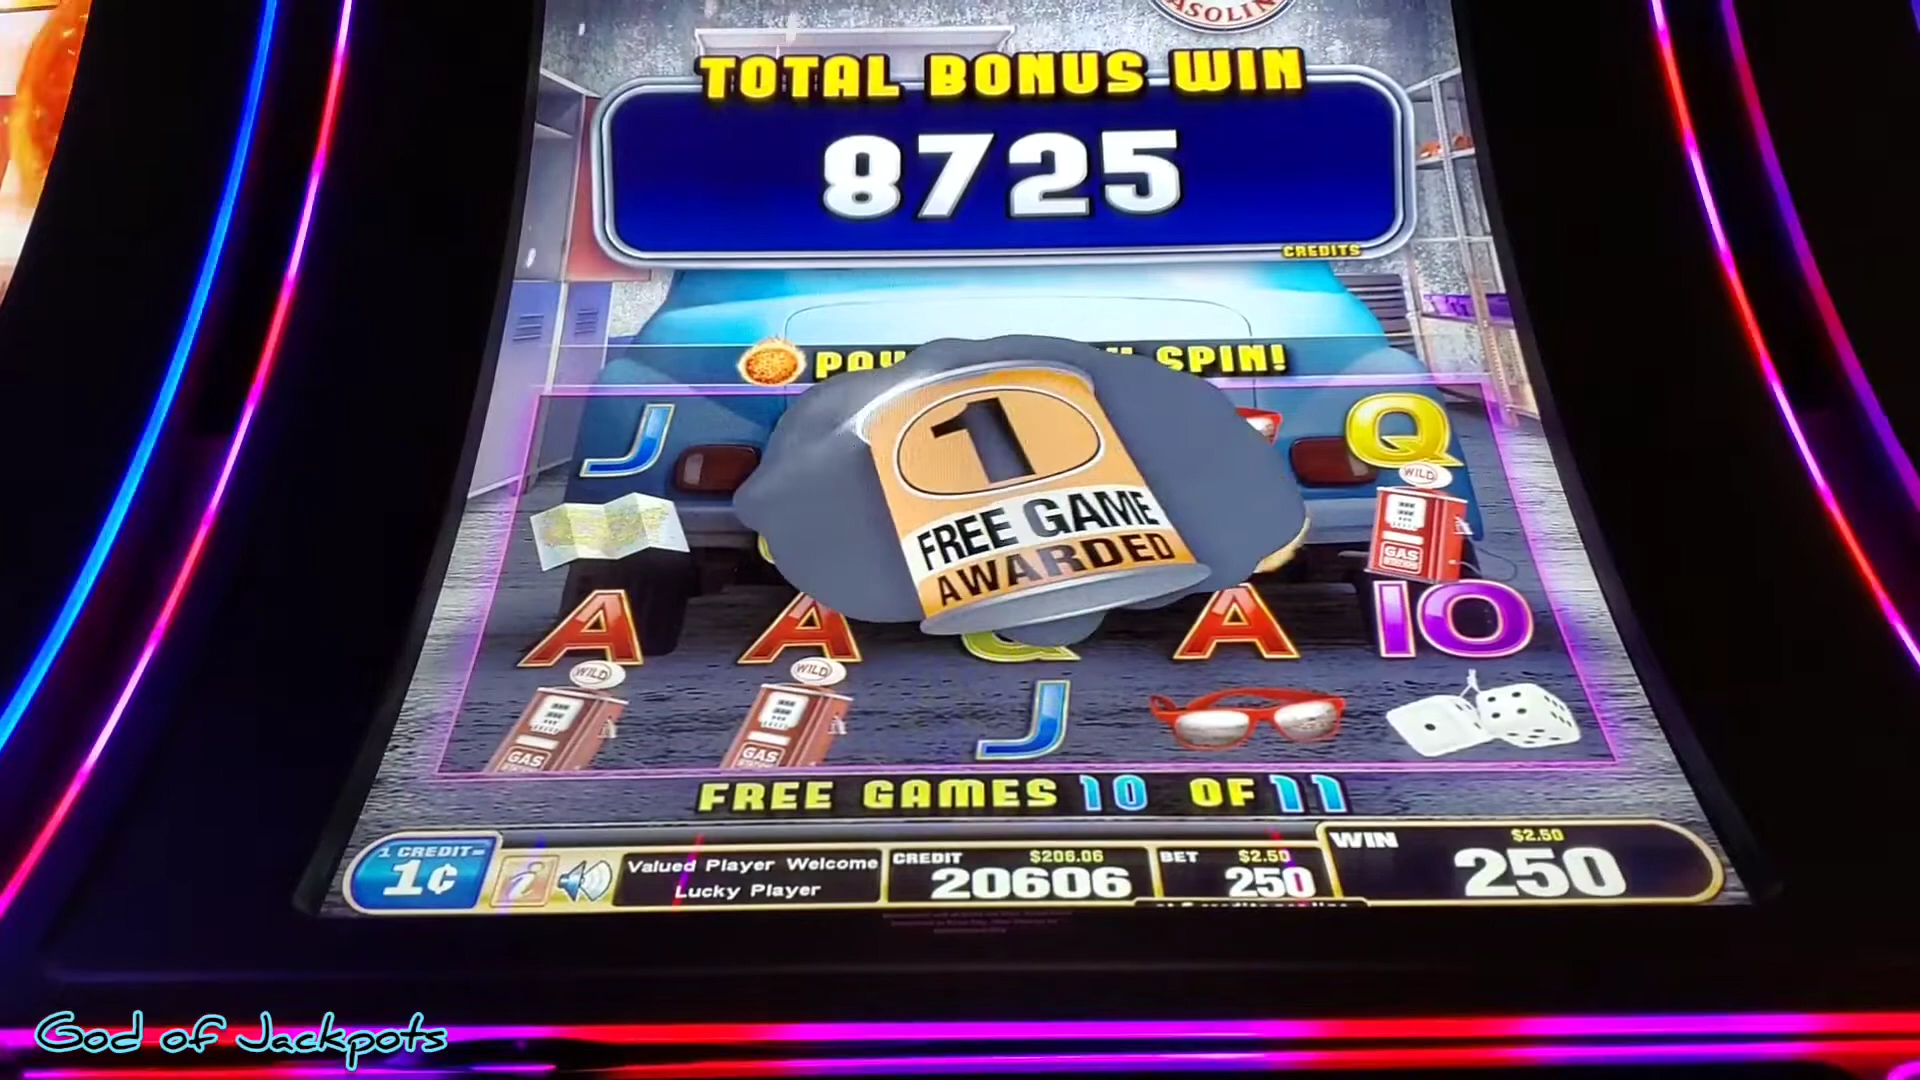 GASOLINE
TOTAL BONUS WIN
8725
CREDITS
SPIN!
J
Q
WILD
GAS
1
FREE GAME
AWARDED
A A Q A 10
WILD WILD
GAS GAS
J
FREE GAMES 10 OF 11
1 CREDIT=
1¢
Valued Player Welcome
Lucky Player
CREDIT $206.06
20606
BET $2.50
250
WIN $2.50
250
God of Jackpots